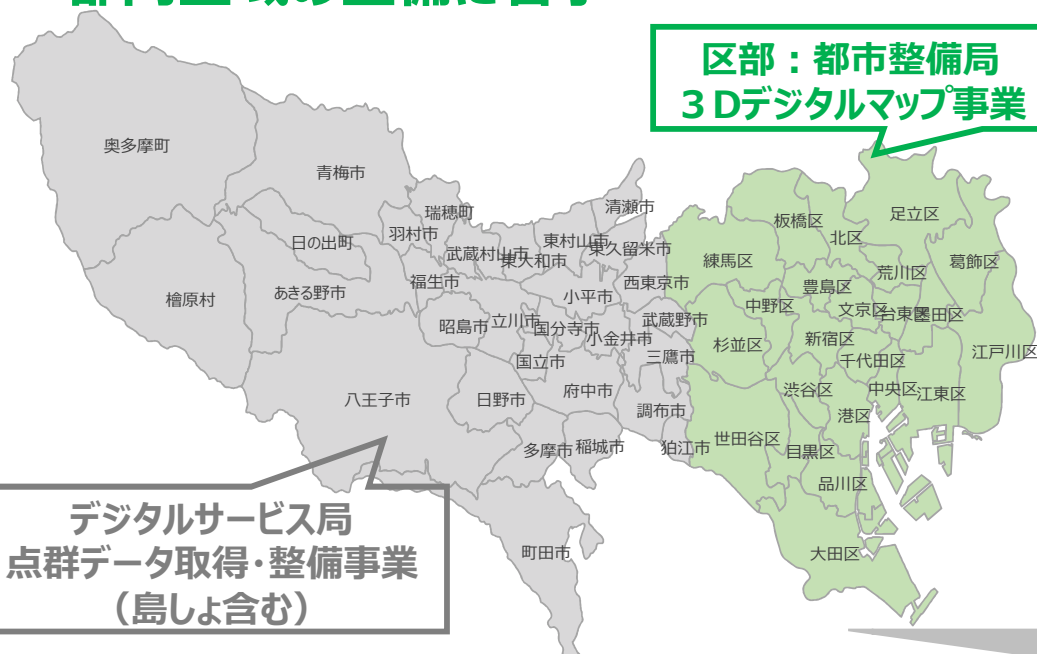 都内全域の整備に着手
区部：都市整備局
３Ｄデジタルマップ事業
奥多摩町
青梅市
瑞穂町
清瀬市
羽村市
日の出町
武蔵村山市
東村山市
東大和市
東久留米市
板橋区
足立区
北区
練馬区
葛飾区
荒川区
檜原村
あきる野市
福生市
小平市
西東京市
豊島区
中野区
文京区
台東区
墨田区
昭島市
立川市
国分寺市
小金井市
武蔵野市
杉並区
新宿区
千代田区
江戸川区
国立市
三鷹市
八王子市
日野市
府中市
調布市
渋谷区
中央区
江東区
港区
多摩市
稲城市
狛江市
世田谷区
目黒区
品川区
町田市
大田区
デジタルサービス局
点群データ取得・整備事業
（島しょ含む）